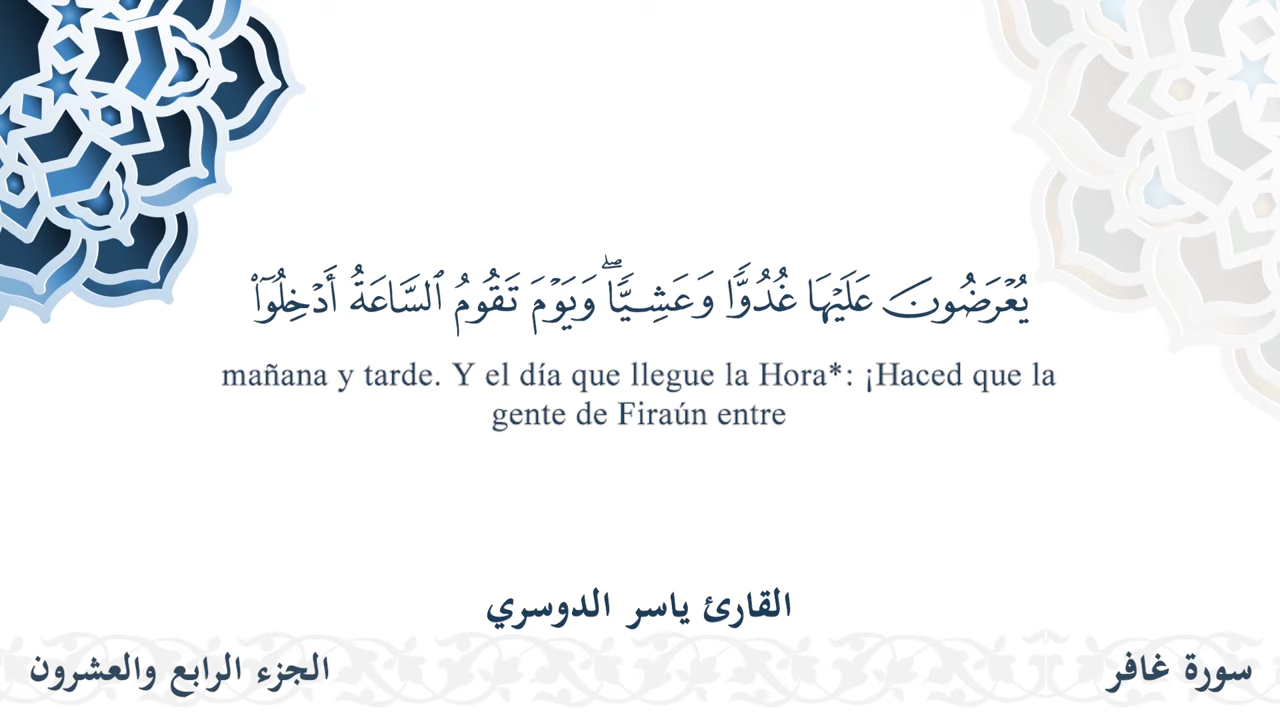 يُعْرَضُونَ عَلَيْهَا غُدُوًّا وَعَشِيًّاۖ وَيَوْمَ تَقُومُ ٱلسَّاعَةُ أَدْخِلُوٓا۟
mañana y tarde. Y el día que llegue la Hora*: ¡Haced que la
gente de Firaún entre
القارئ ياسر الدوسري
سورة غافر
الجزء الرابع والعشرون